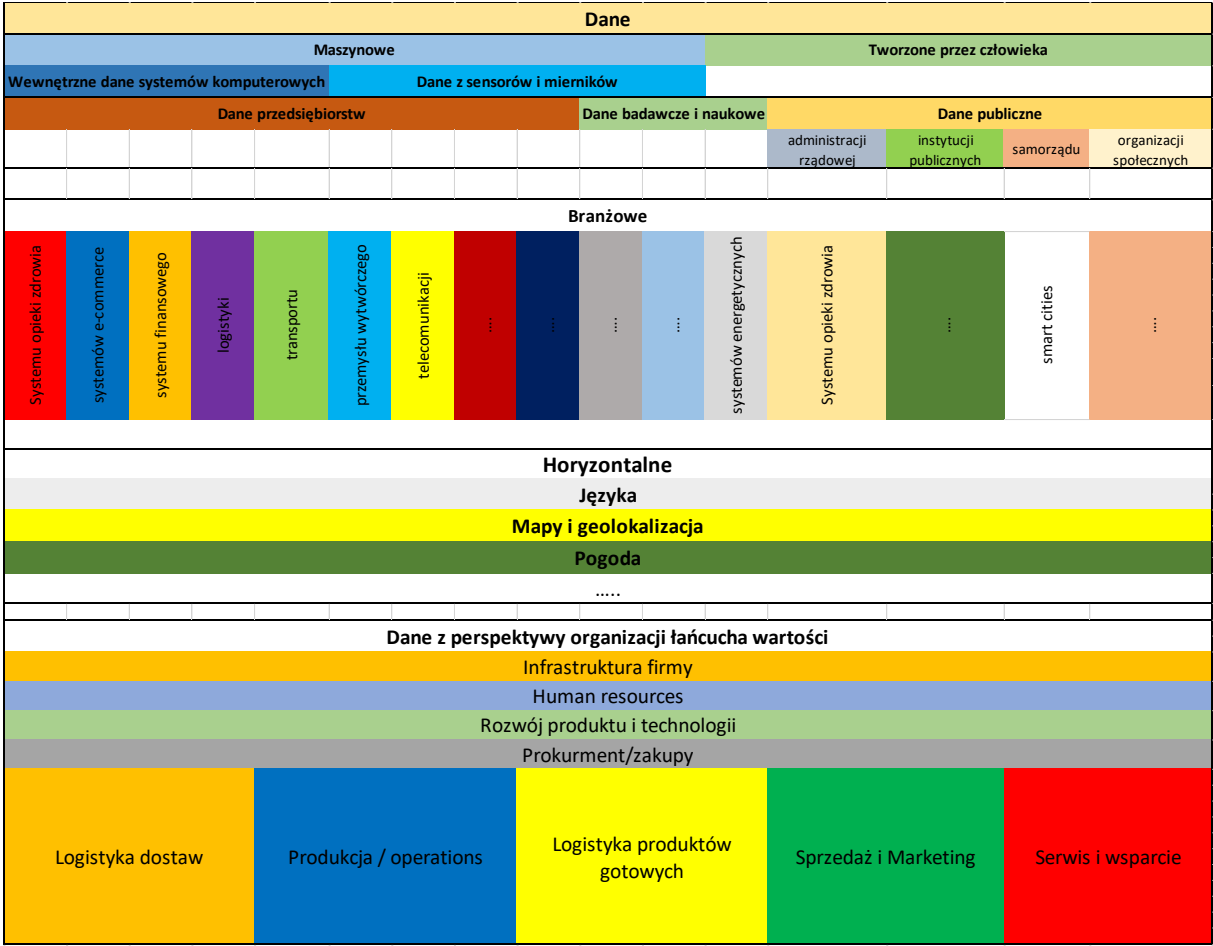 Dane
Maszynowe
Tworzone przez człowieka
Wewnętrzne dane systemów komputerowych
Dane z sensorów i mierników
Dane przedsiębiorstw
Dane badawcze i naukowe
Dane publiczne
administracji
rządowej
instytucji
publicznych
samorządu
organizacji
społecznych
Branżowe
Systemu opieki zdrowia
systemów e-commerce
systemu finansowego
logistyki
transportu
przemysłu wytwórczego
telecomunikacji
....
....
....
....
systemów energetycznych
Systemu opieki zdrowia
....
smart cities
....
Horyzontalne
Języka
Mapy i geolokalizacja
Pogoda
.....
Dane z perspektywy organizacji łańcucha wartości
Infrastruktura firmy
Human resources
Rozwój produktu i technologii
Prokurment/zakupy
Logistyka dostaw
Produkcja / operations
Logistyka produktów
gotowych
Sprzedaż i Marketing
Serwis i wsparcie